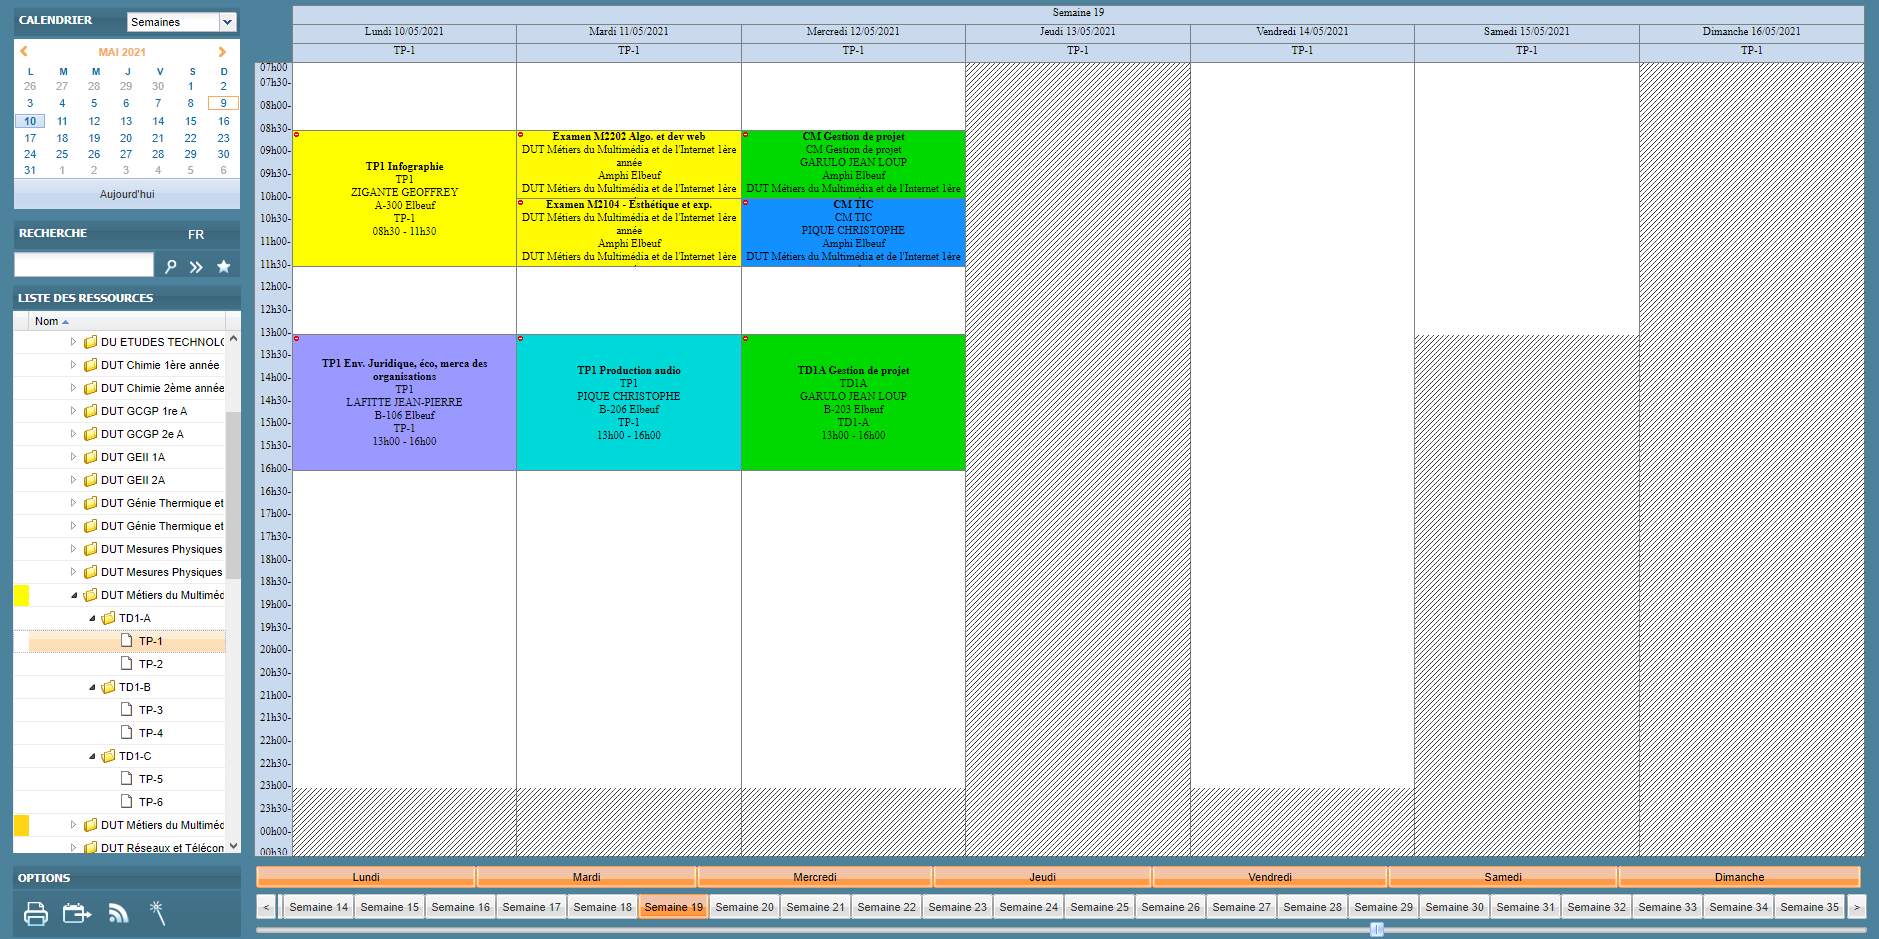 CALENDRIER
Semaines
MAI 2021
L M M J V S D
26 27 28 29 30 1 2
3 4 5 6 7 8 9
10 11 12 13 14 15 16
17 18 19 20 21 22 23
24 25 26 27 28 29 30
31 1 2 3 4 5 6
Aujourd'hui
RECHERCHE FR
LISTE DES RESSOURCES
Nom
DU ETUDES TECHNOLO
DUT Chimie 1ère année
DUT Chimie 2ème année
DUT GCGP 1re A
DUT GCGP 2e A
DUT GEII 1A
DUT GEII 2A
DUT Génie Thermique et
DUT Génie Thermique et
DUT Mesures Physiques
DUT Mesures Physiques
DUT Métiers du Multiméd
TD1-A
TP-1
TP-2
TD1-B
TP-3
TP-4
TD1-C
TP-5
TP-6
DUT Métiers du Multiméd
DUT Réseaux et Télécom
OPTIONS
Semaine 19
Lundi 10/05/2021 Mardi 11/05/2021 Mercredi 12/05/2021 Jeudi 13/05/2021 Vendredi 14/05/2021 Samedi 15/05/2021 Dimanche 16/05/2021
TP-1 TP-1 TP-1 TP-1 TP-1 TP-1 TP-1
07h00
07h30-
08h00-
08h30-
09h00-
09h30-
10h00-
10h30-
11h00-
11h30-
12h00-
12h30-
13h00-
13h30-
14h00-
14h30-
15h00-
15h30-
16h00-
16h30-
17h00-
17h30-
18h00-
18h30-
19h00-
19h30-
20h00-
20h30-
21h00-
21h30-
22h00-
22h30-
23h00-
23h30-
00h00-
00h30
TP1 Infographie
TP1
ZIGANTE GEOFFREY
A-300 Elbeuf
TP-1
08h30 - 11h30
TP1 Env. Juridique, éco, merca des
organisations
TP1
LAFITTE JEAN-PIERRE
B-106 Elbeuf
TP-1
13h00 - 16h00
Examen M2202 Algo. et dev web
DUT Métiers du Multimédia et de l'Internet 1ère
année
Amphi Elbeuf
DUT Métiers du Multimédia et de l'Internet 1ère
Examen M2104 - Esthétique et exp.
DUT Métiers du Multimédia et de l'Internet 1ère
année
Amphi Elbeuf
DUT Métiers du Multimédia et de l'Internet 1ère
TP1 Production audio
TP1
PIQUE CHRISTOPHE
B-206 Elbeuf
TP-1
13h00 - 16h00
CM Gestion de projet
CM Gestion de projet
GARULO JEAN LOUP
Amphi Elbeuf
DUT Métiers du Multimédia et de l'Internet 1ère
CM TIC
CM TIC
PIQUE CHRISTOPHE
Amphi Elbeuf
DUT Métiers du Multimédia et de l'Internet 1ère
TD1A Gestion de projet
TD1A
GARULO JEAN LOUP
B-203 Elbeuf
TD1-A
13h00 - 16h00
Lundi Mardi Mercredi Jeudi Vendredi Samedi Dimanche
< Semaine 14 Semaine 15 Semaine 16 Semaine 17 Semaine 18 Semaine 19 Semaine 20 Semaine 21 Semaine 22 Semaine 23 Semaine 24 Semaine 25 Semaine 26 Semaine 27 Semaine 28 Semaine 29 Semaine 30 Semaine 31 Semaine 32 Semaine 33 Semaine 34 Semaine 35 >